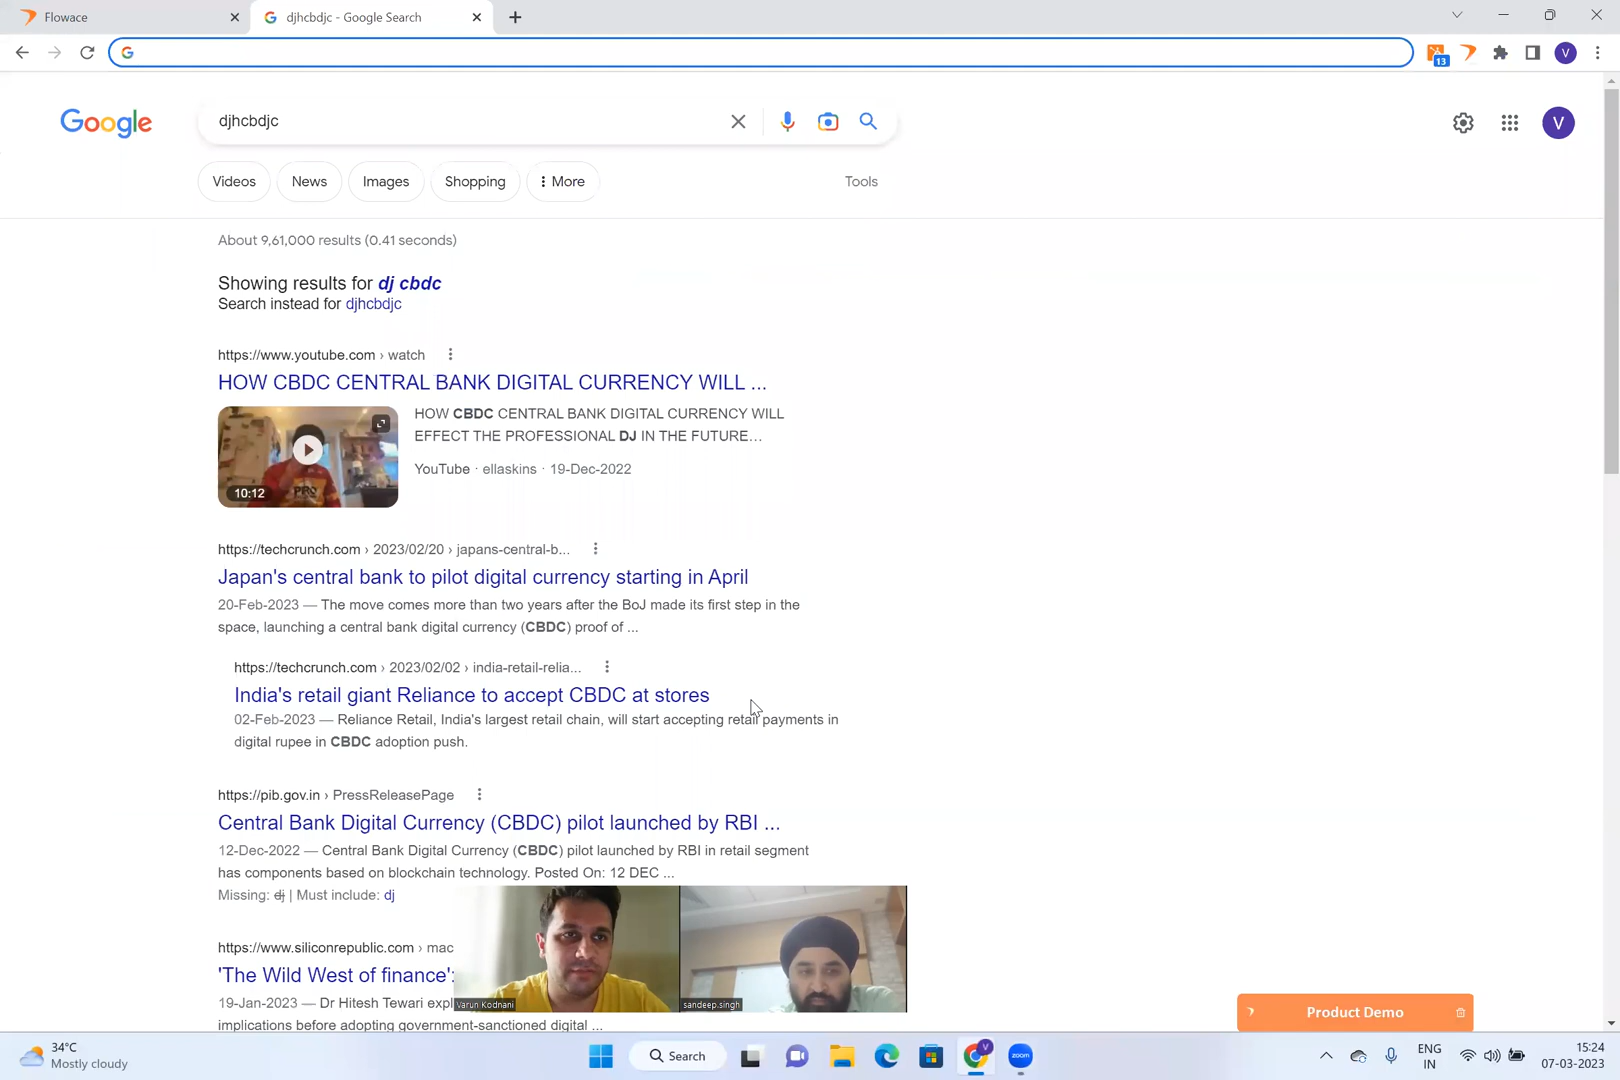 Flowace
djhcbdjc - Google Search
13
V
Google
djhcbdjc
V
Videos
News
Images
Shopping
More
Tools
About 9,61,000 results (0.41 seconds)
Showing results for dj cbdc
Search instead for djhcbdjc
https://www.youtube.com › watch
HOW CBDC CENTRAL BANK DIGITAL CURRENCY WILL ...
HOW CBDC CENTRAL BANK DIGITAL CURRENCY WILL
EFFECT THE PROFESSIONAL DJ IN THE FUTURE...
YouTube · ellaskins · 19-Dec-2022
PRO
10:12
https://techcrunch.com › 2023/02/20 › japans-central-b...
Japan's central bank to pilot digital currency starting in April
20-Feb-2023 — The move comes more than two years after the BoJ made its first step in the
space, launching a central bank digital currency (CBDC) proof of ...
https://techcrunch.com › 2023/02/02 › india-retail-relia...
India's retail giant Reliance to accept CBDC at stores
02-Feb-2023 — Reliance Retail, India's largest retail chain, will start accepting retail payments in
digital rupee in CBDC adoption push.
https://pib.gov.in › PressReleasePage
Central Bank Digital Currency (CBDC) pilot launched by RBI ...
12-Dec-2022 — Central Bank Digital Currency (CBDC) pilot launched by RBI in retail segment
has components based on blockchain technology. Posted On: 12 DEC ...
Missing: dj | Must include: dj
https://www.siliconrepublic.com › mac
'The Wild West of finance':
19-Jan-2023 — Dr Hitesh Tewari expl
implications before adopting government-sanctioned digital ...
Varun Kodnani
sandeep.singh
Product Demo
34°C
Mostly cloudy
Search
V
zoom
ENG
IN
15:24
07-03-2023